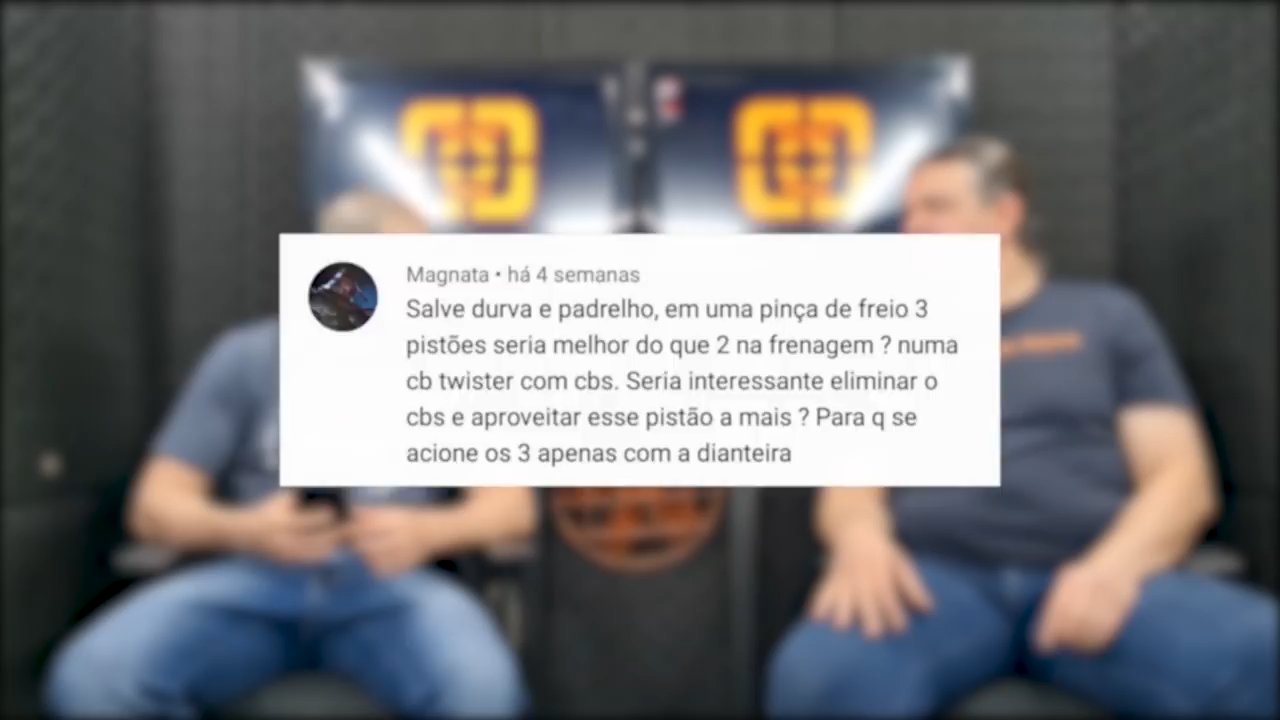 Magnata • há 4 semanas
Salve durva e padrelho, em uma pinça de freio 3
pistões seria melhor do que 2 na frenagem ? numa
cb twister com cbs. Seria interessante eliminar o
cbs e aproveitar esse pistão a mais ? Para q se
acione os 3 apenas com a dianteira